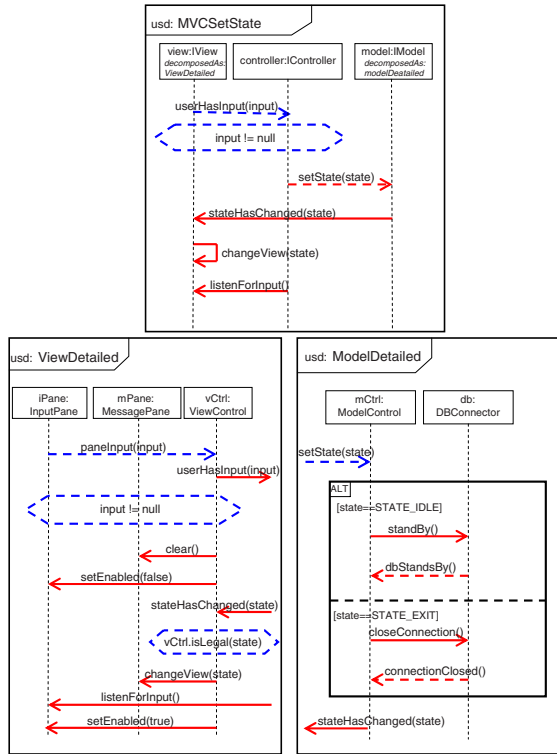 usd: MVCSetState
view:IView
decomposedAs:
ViewDetailed
controller:IController
model:IModel
decomposedAs:
modelDeatailed
userHasInput(input)
input != null
setState(state)
stateHasChanged(state)
changeView(state)
listenForInput()
usd: ViewDetailed
iPane:
InputPane
mPane:
MessagePane
vCtrl:
ViewControl
paneInput(input)
userHasInput(input)
input != null
clear()
setEnabled(false)
stateHasChanged(state)
vCtrl.isLegal(state)
changeView(state)
listenForInput()
setEnabled(true)
usd: ModelDetailed
mCtrl:
ModelControl
db:
DBConnector
setState(state)
ALT
[state==STATE_IDLE]
standBy()
dbStandsBy()
[state==STATE_EXIT]
closeConnection()
connectionClosed()
stateHasChanged(state)